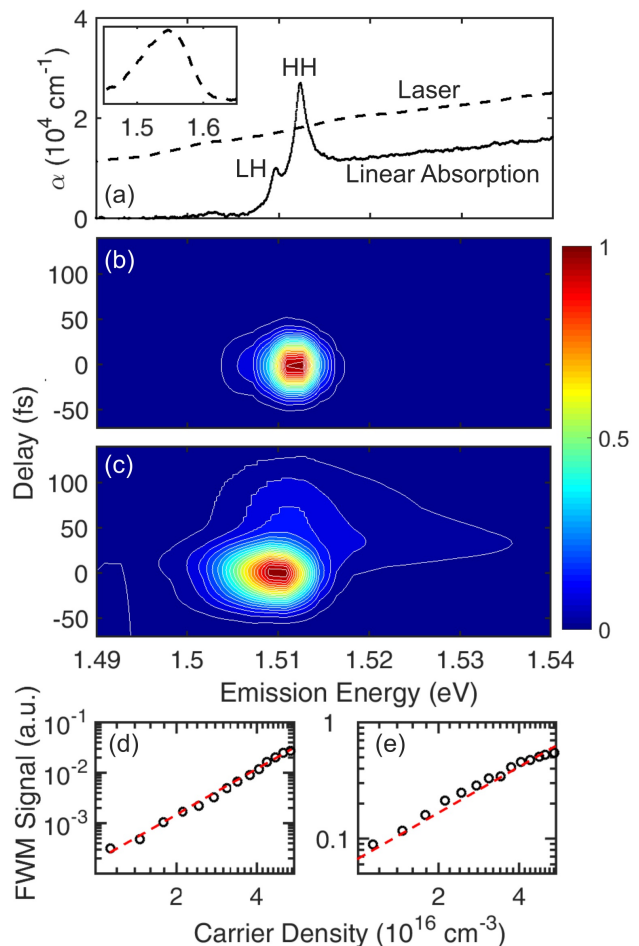 4
HH
Laser
2
α (10⁴ cm⁻¹)
1.5 1.6
LH
(a)
Linear Absorption
0
(b)
100
50
0
-50
1
(c)
Delay (fs)
100
50
0
-50
0.5
0
1.49 1.5 1.51 1.52 1.53 1.54
Emission Energy (eV)
FWM Signal (a.u.)
10⁻¹
(d)
10⁻²
10⁻³
1
(e)
0.1
2 4 2 4
Carrier Density (10¹⁶ cm⁻³)